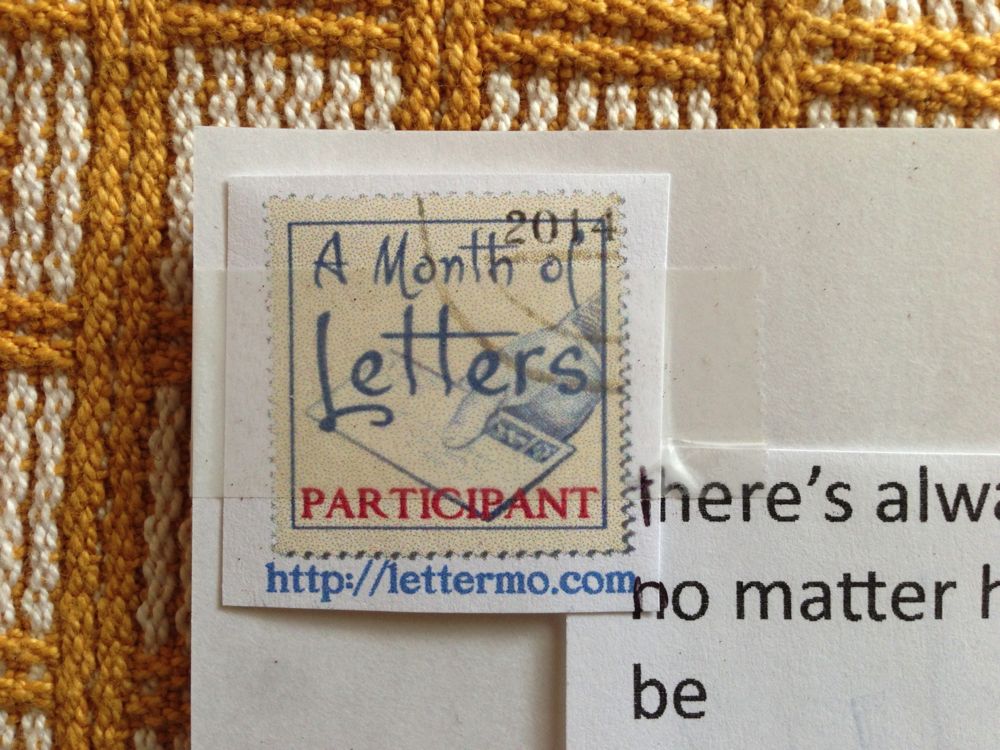 2014
A Month of
Letters
PARTICIPANT
http://lettermo.com
there's alwa
no matter h
be